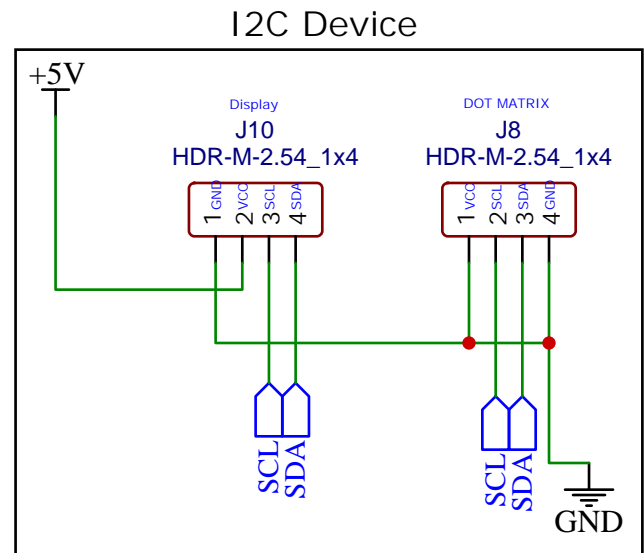 I2C Device
+5V
Display
J10
HDR-M-2.54_1x4
1 GND
2 VCC
3 SCL
4 SDA
SCL
SDA
DOT MATRIX
J8
HDR-M-2.54_1x4
1 VCC
2 SCL
3 SDA
4 GND
SCL
SDA
GND